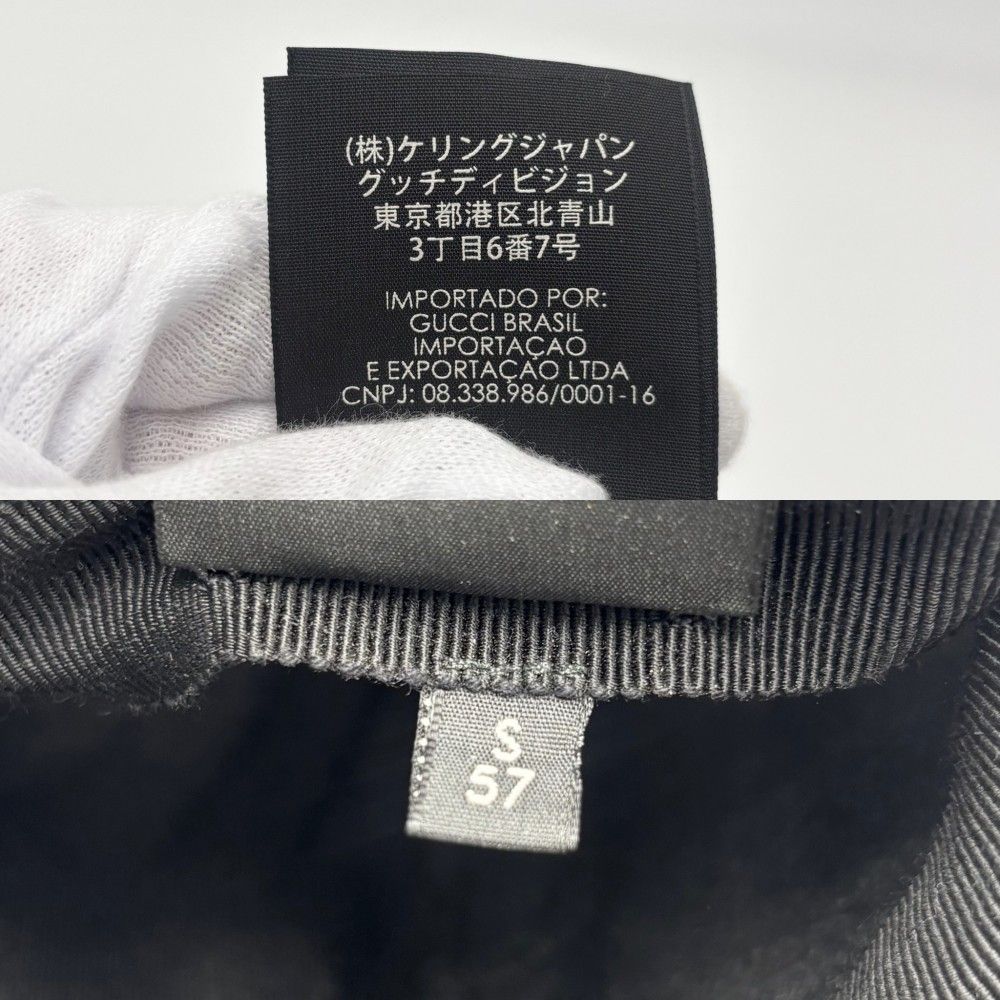 (株)ケリングジャパン
グッチディビジョン
東京都港区北青山
3丁目6番7号
IMPORTADO POR:
GUCCI BRASIL
IMPORTAÇAO
E EXPORTAÇAO LTDA
CNPJ: 08.338.986/0001-16
S
57